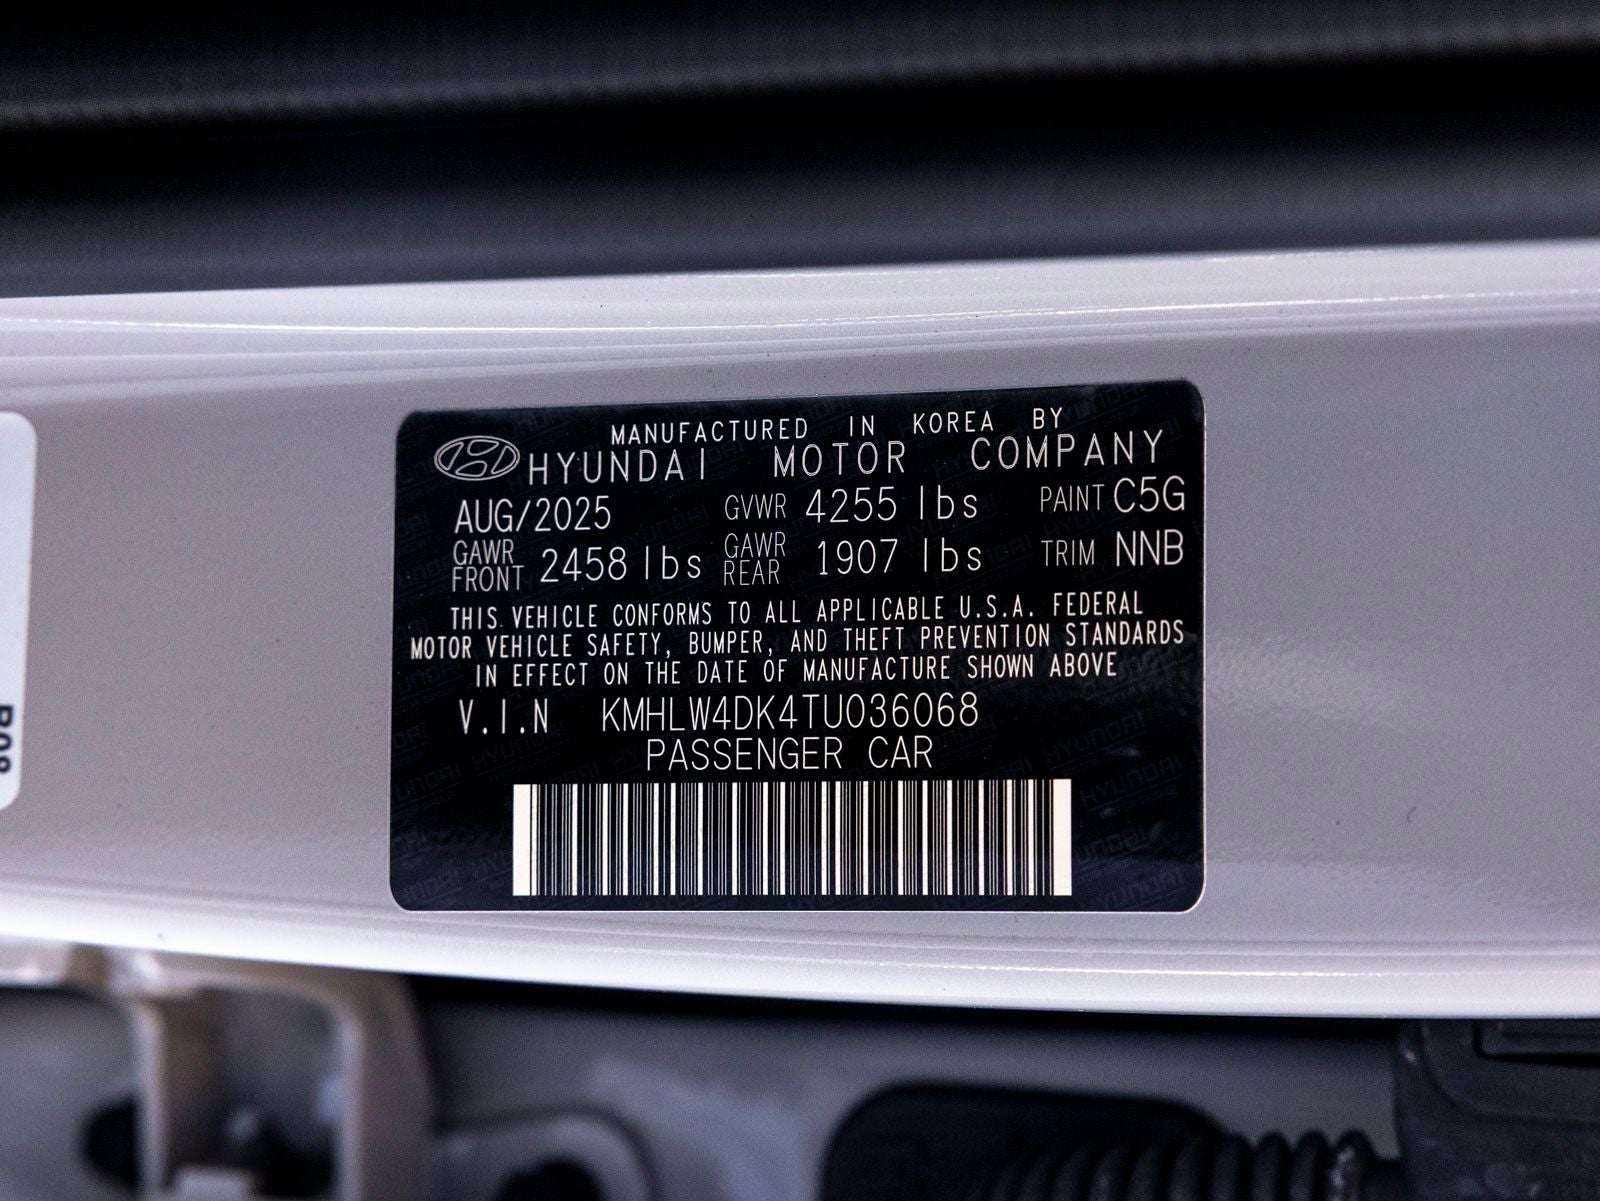 MANUFACTURED IN KOREA BY
HYUNDAI MOTOR COMPANY
AUG/2025 GVWR 4255 lbs PAINT C5G
GAWR FRONT 2458 lbs GAWR REAR 1907 lbs TRIM NNB
THIS VEHICLE CONFORMS TO ALL APPLICABLE U.S.A. FEDERAL
MOTOR VEHICLE SAFETY, BUMPER, AND THEFT PREVENTION STANDARDS
IN EFFECT ON THE DATE OF MANUFACTURE SHOWN ABOVE
V.I.N KMHLW4DK4TU036068
PASSENGER CAR